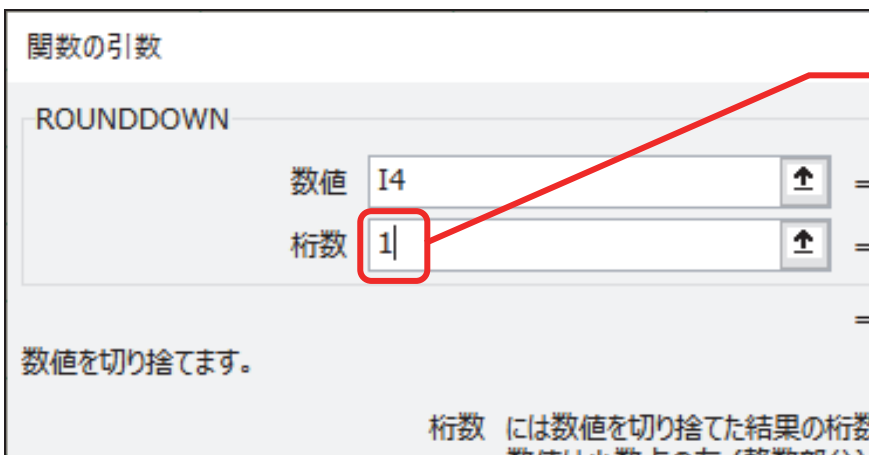 関数の引数
ROUNDDOWN
数値 I4 =
桁数 1 =
=
数値を切り捨てます。
桁数 には数値を切り捨てた結果の桁数